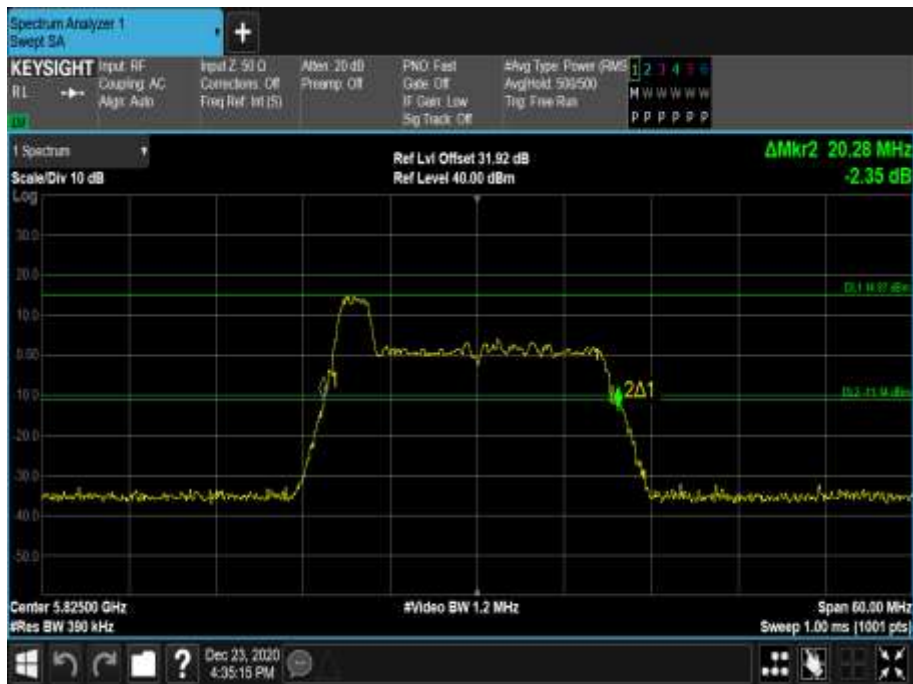 Spectrum Analyzer 1
Swept SA
+
KEYSIGHT
RL
Input: RF
Coupling: AC
Align: Auto
Input Z: 50 Ω
Corrections: Off
Freq Ref: Int (S)
Atten: 20 dB
Preamp: Off
PNO: Fast
Gate: Off
IF Gain: Low
Sig Track: Off
#Avg Type: Power (RMS
Avg|Hold: 500/500
Trig: Free Run
1 2 3 4 5 6
M W W W W W
P P P P P P
1 Spectrum
Scale/Div 10 dB
Log
Ref Lvl Offset 31.92 dB
Ref Level 40.00 dBm
ΔMkr2 20.28 MHz
-2.35 dB
30.0
20.0
10.0
0.00
-10.0
-20.0
-30.0
-40.0
-50.0
2Δ1
Center 5.82500 GHz
#Res BW 390 kHz
#Video BW 1.2 MHz
Span 60.00 MHz
Sweep 1.00 ms (1001 pts)
?
Dec 23, 2020
4:35:15 PM